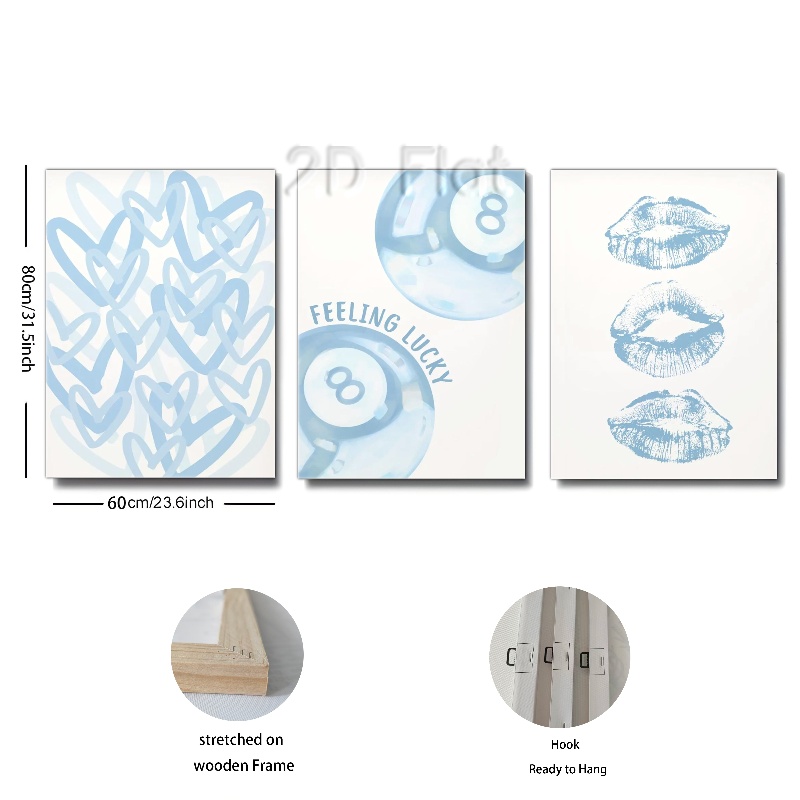 2D Flat
8
FEELING LUCKY
8
80cm/31.5inch
60cm/23.6inch
stretched on
wooden Frame
Hook
Ready to Hang